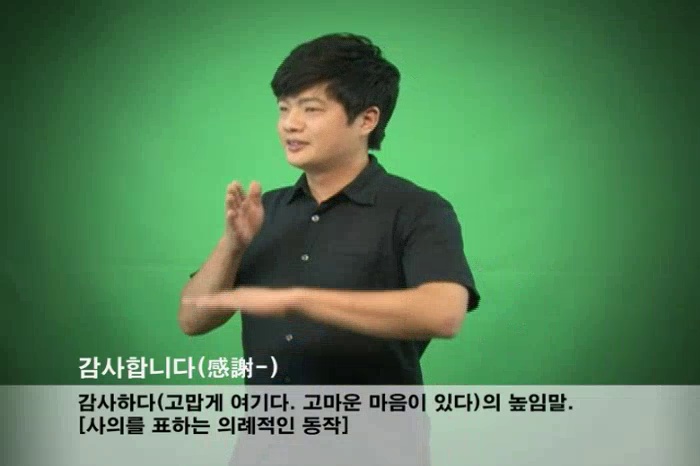 감사합니다(感謝-)
감사하다(고맙게 여기다. 고마운 마음이 있다)의 높임말.
[사의를 표하는 의례적인 동작]